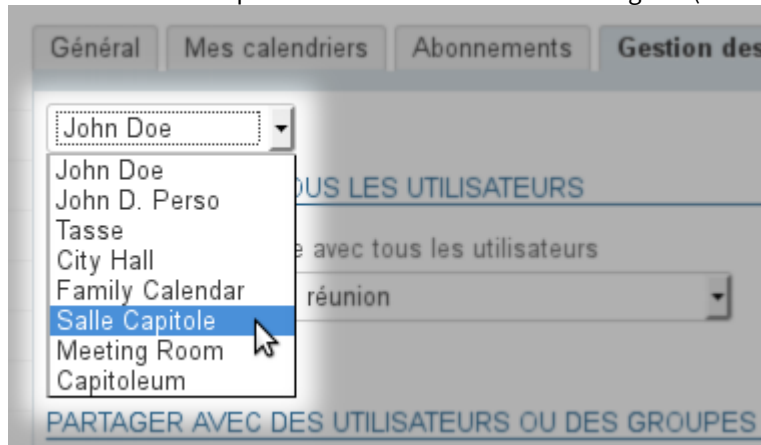 Général Mes calendriers Abonnements Gestion des
John Doe
John Doe
OUS LES UTILISATEURS
John D. Perso
Tasse
avec tous les utilisateurs
City Hall
Family Calendar
réunion
Salle Capitole
Meeting Room
Capitoleum
PARTAGER AVEC DES UTILISATEURS OU DES GROUPES